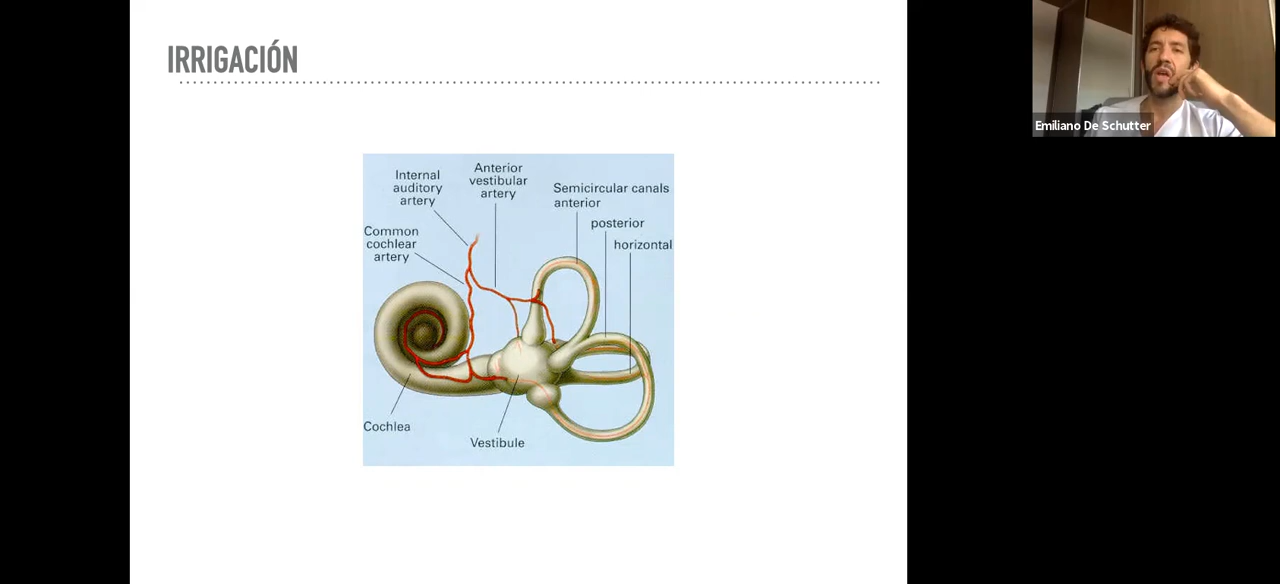 IRRIGACIÓN
Internal
auditory
artery
Anterior
vestibular
artery
Semicircular canals
anterior
posterior
horizontal
Common
cochlear
artery
Cochlea
Vestibule
Emiliano De Schutter